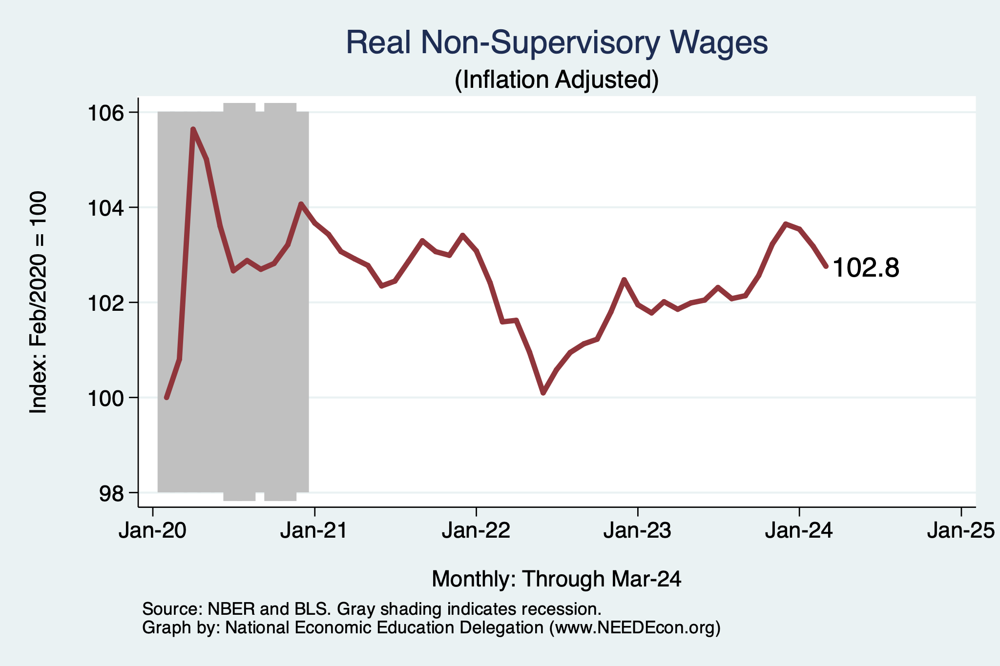 Real Non-Supervisory Wages
(Inflation Adjusted)
Index: Feb/2020 = 100
106
104
102
100
98
102.8
Jan-20 Jan-21 Jan-22 Jan-23 Jan-24 Jan-25
Monthly: Through Mar-24
Source: NBER and BLS. Gray shading indicates recession.
Graph by: National Economic Education Delegation (www.NEEDEcon.org)